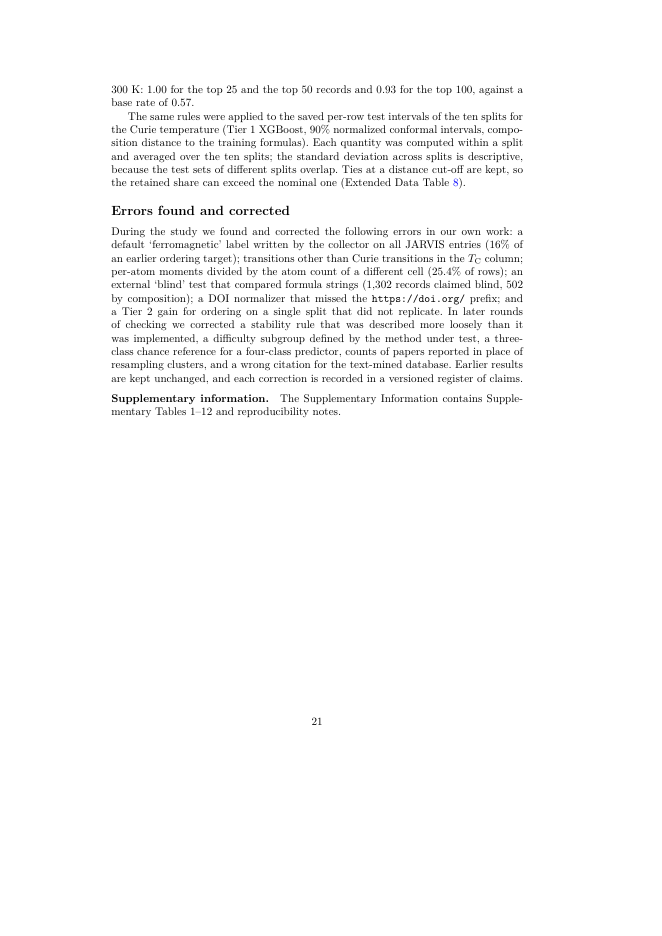 300 K: 1.00 for the top 25 and the top 50 records and 0.93 for the top 100, against a
base rate of 0.57.
The same rules were applied to the saved per-row test intervals of the ten splits for
the Curie temperature (Tier 1 XGBoost, 90% normalized conformal intervals, compo-
sition distance to the training formulas). Each quantity was computed within a split
and averaged over the ten splits; the standard deviation across splits is descriptive,
because the test sets of different splits overlap. Ties at a distance cut-off are kept, so
the retained share can exceed the nominal one (Extended Data Table 8).
Errors found and corrected
During the study we found and corrected the following errors in our own work: a
default ‘ferromagnetic’ label written by the collector on all JARVIS entries (16% of
an earlier ordering target); transitions other than Curie transitions in the TC column;
per-atom moments divided by the atom count of a different cell (25.4% of rows); an
external ‘blind’ test that compared formula strings (1,302 records claimed blind, 502
by composition); a DOI normalizer that missed the https://doi.org/ prefix; and
a Tier 2 gain for ordering on a single split that did not replicate. In later rounds
of checking we corrected a stability rule that was described more loosely than it
was implemented, a difficulty subgroup defined by the method under test, a three-
class chance reference for a four-class predictor, counts of papers reported in place of
resampling clusters, and a wrong citation for the text-mined database. Earlier results
are kept unchanged, and each correction is recorded in a versioned register of claims.
Supplementary information. The Supplementary Information contains Supple-
mentary Tables 1–12 and reproducibility notes.
21